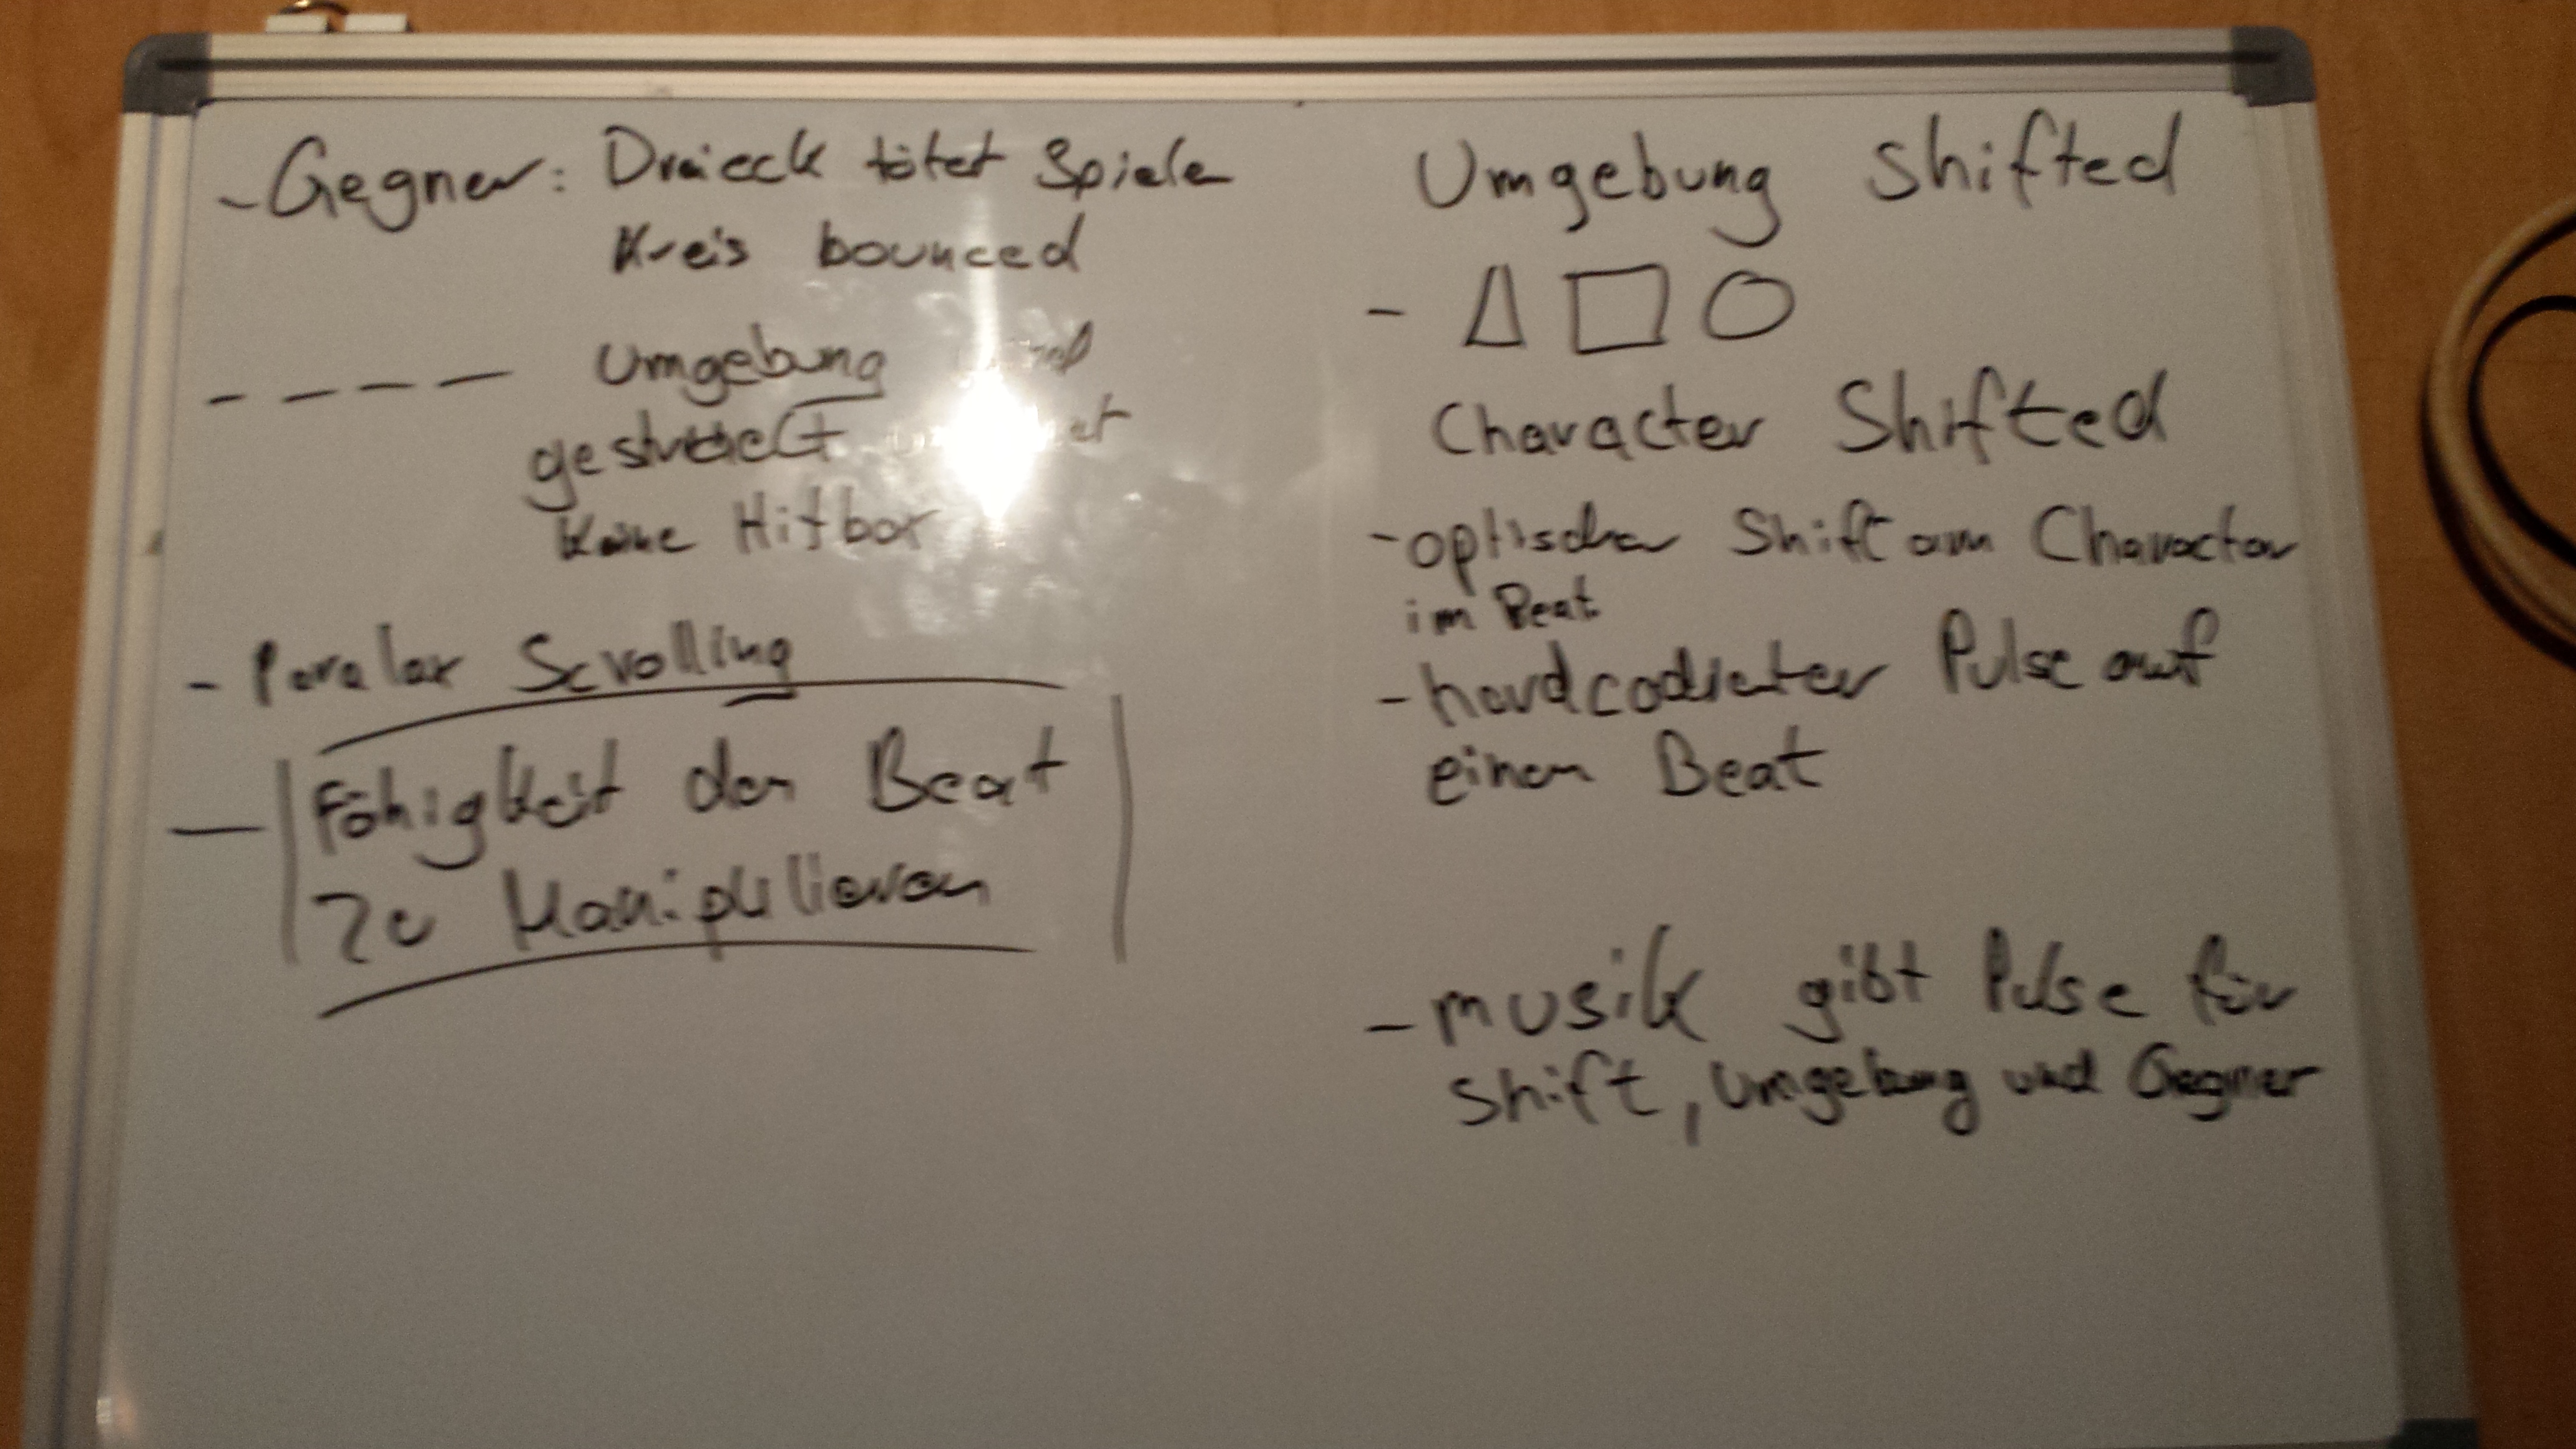 - Gegner: Dreieck tötet Spieler
Kreis bounced
Umgebung
gestrichelt
keine Hitbox
- Paralax Scrolling
- Fähigkeit den Beat
zu Manipulieren
Umgebung Shifted
-
Character Shifted
- optischer Shift am Character
im Beat
- hardcodierter Pulse auf
einen Beat
- musik gibt Pulse für
shift, Umgebung und Gegner